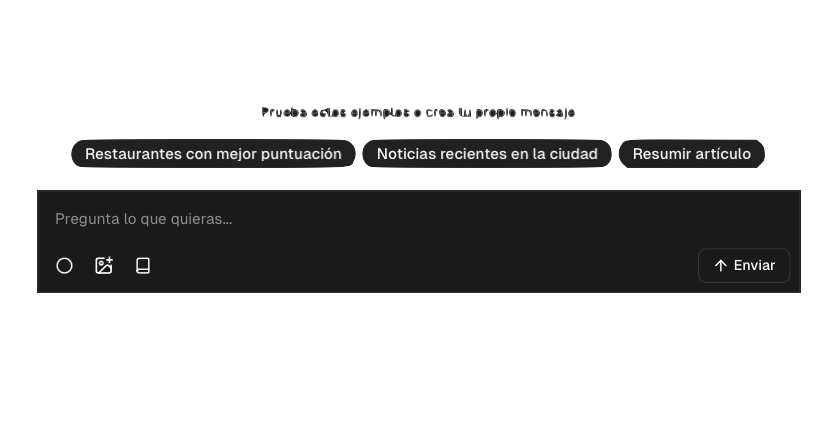 Prueba estos ejemplos o crea tu propio mensaje
Restaurantes con mejor puntuación Noticias recientes en la ciudad Resumir artículo
Pregunta lo que quieras...
Enviar